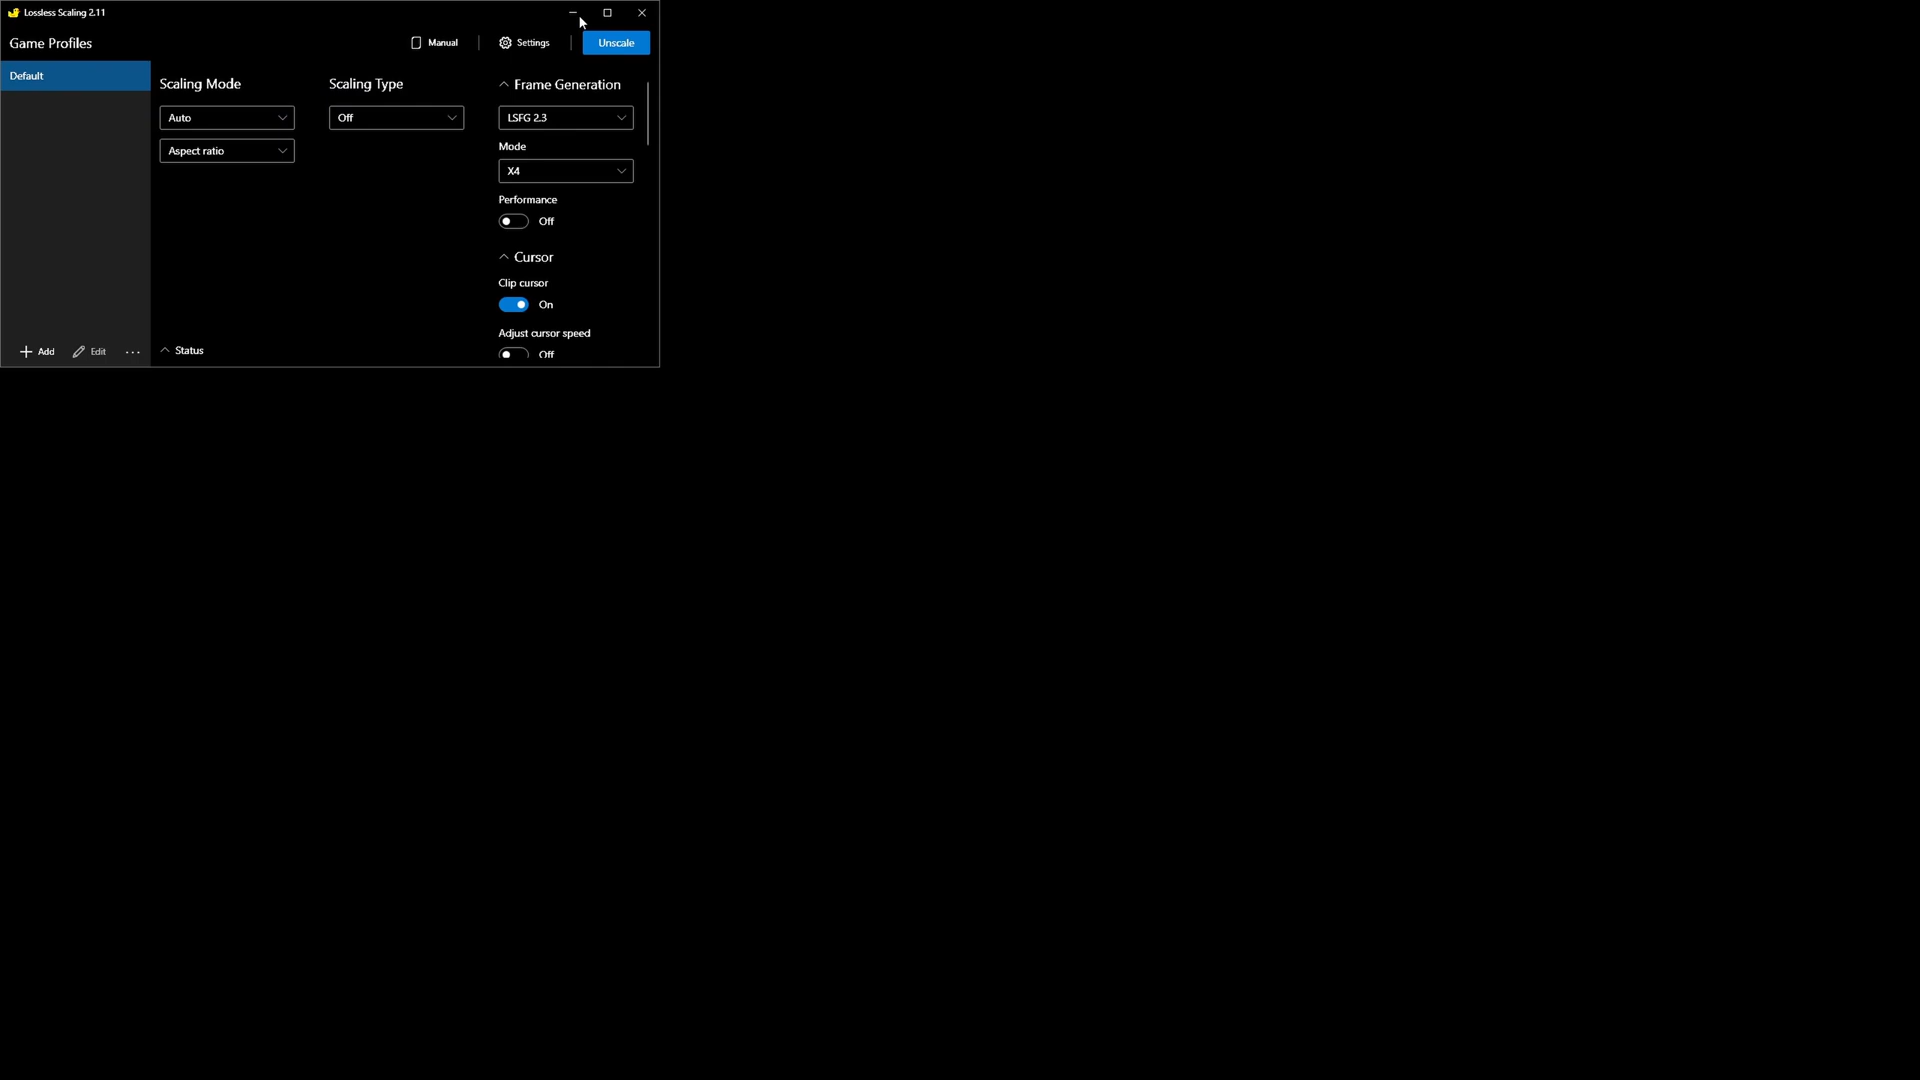 Lossless Scaling 2.11
Game Profiles
Manual
Settings
Unscale
Default
Scaling Mode
Auto
Aspect ratio
Scaling Type
Off
Frame Generation
LSFG 2.3
Mode
X4
Performance
Off
Cursor
Clip cursor
On
Adjust cursor speed
Off
Add
Edit
...
Status